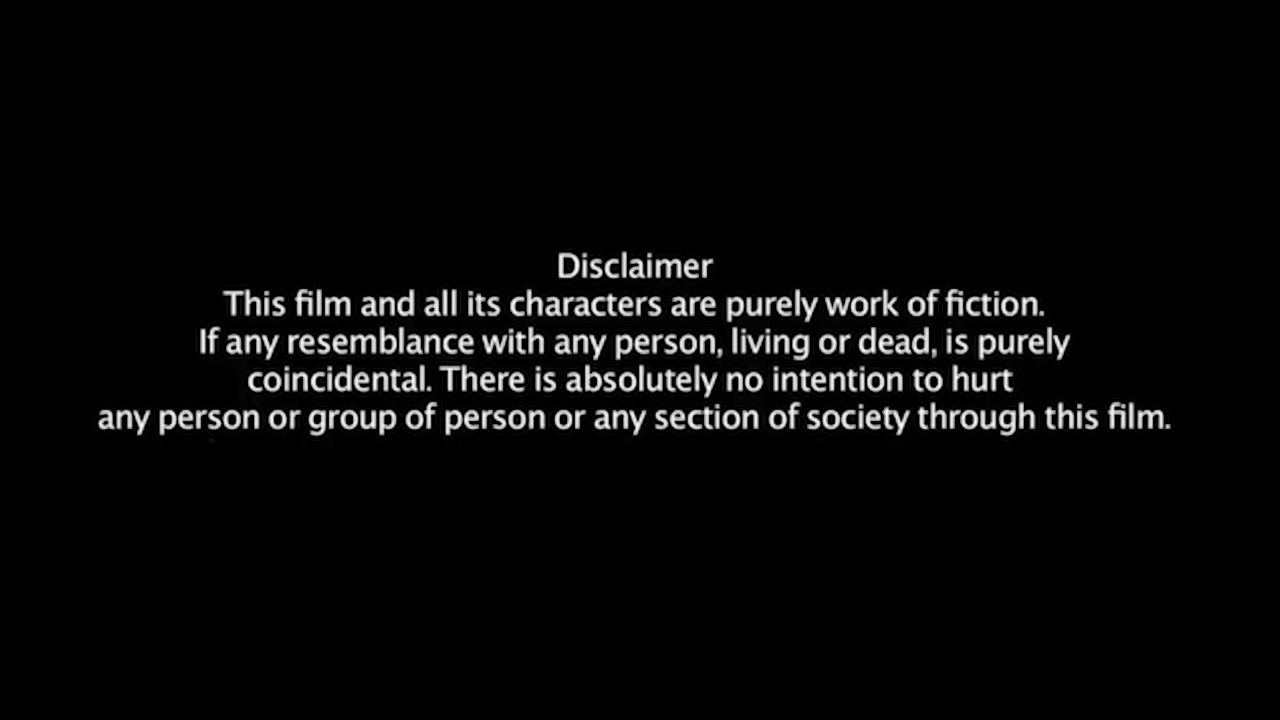 Disclaimer
This film and all its characters are purely work of fiction.
If any resemblance with any person, living or dead, is purely
coincidental. There is absolutely no intention to hurt
any person or group of person or any section of society through this film.